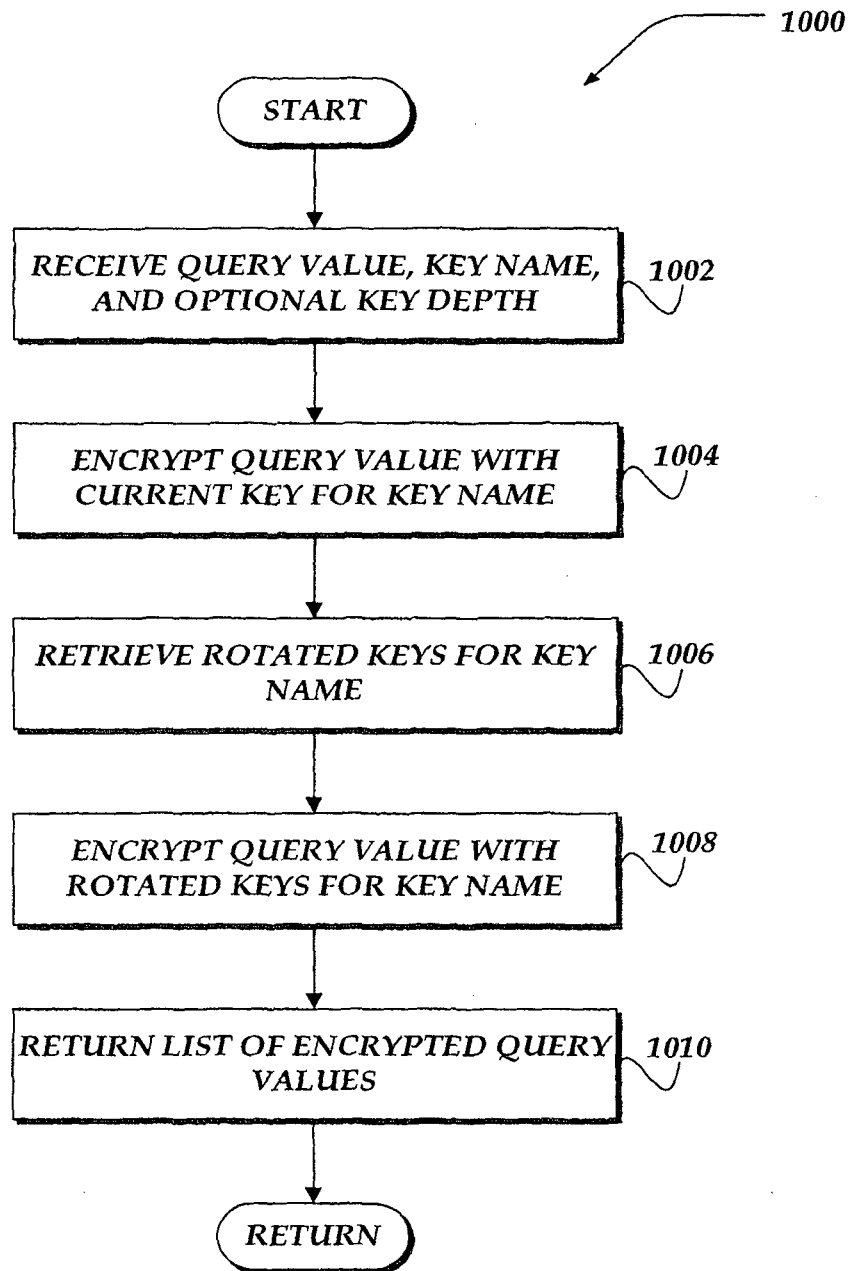 1000
START
RECEIVE QUERY VALUE, KEY NAME,
AND OPTIONAL KEY DEPTH
1002
ENCRYPT QUERY VALUE WITH
CURRENT KEY FOR KEY NAME
1004
RETRIEVE ROTATED KEYS FOR KEY
NAME
1006
ENCRYPT QUERY VALUE WITH
ROTATED KEYS FOR KEY NAME
1008
RETURN LIST OF ENCRYPTED QUERY
VALUES
1010
RETURN